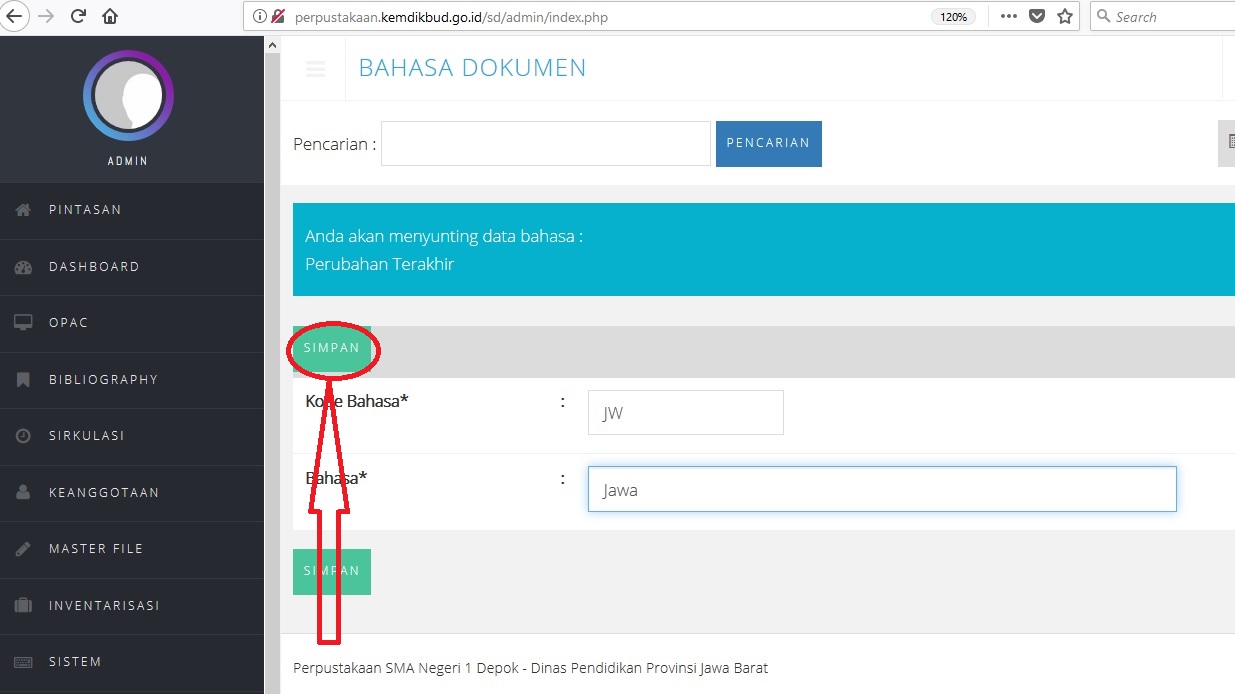 perpustakaan.kemdikbud.go.id/sd/admin/index.php
120%
Search
ADMIN
PINTASAN
DASHBOARD
OPAC
BIBLIOGRAPHY
SIRKULASI
KEANGGOTAAN
MASTER FILE
INVENTARISASI
SISTEM
BAHASA DOKUMEN
Pencarian :
PENCARIAN
Anda akan menyunting data bahasa :
Perubahan Terakhir
SIMPAN
Kode Bahasa* : JW
Bahasa* : Jawa
SIMPAN
Perpustakaan SMA Negeri 1 Depok - Dinas Pendidikan Provinsi Jawa Barat